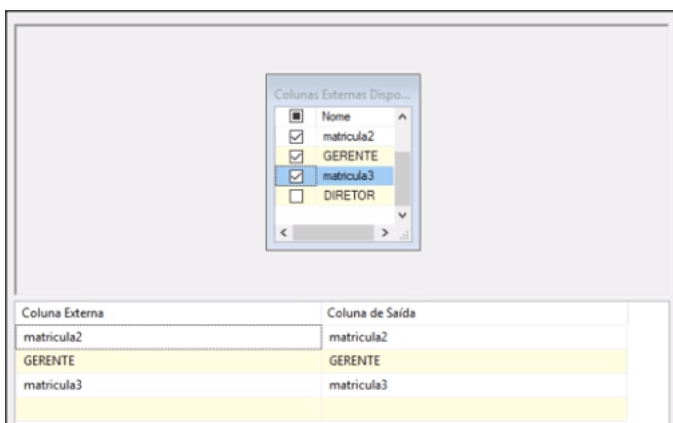 Colunas Externas Dispo...
Nome
matricula2
GERENTE
matricula3
DIRETOR
Coluna Externa Coluna de Saída
matricula2 matricula2
GERENTE GERENTE
matricula3 matricula3